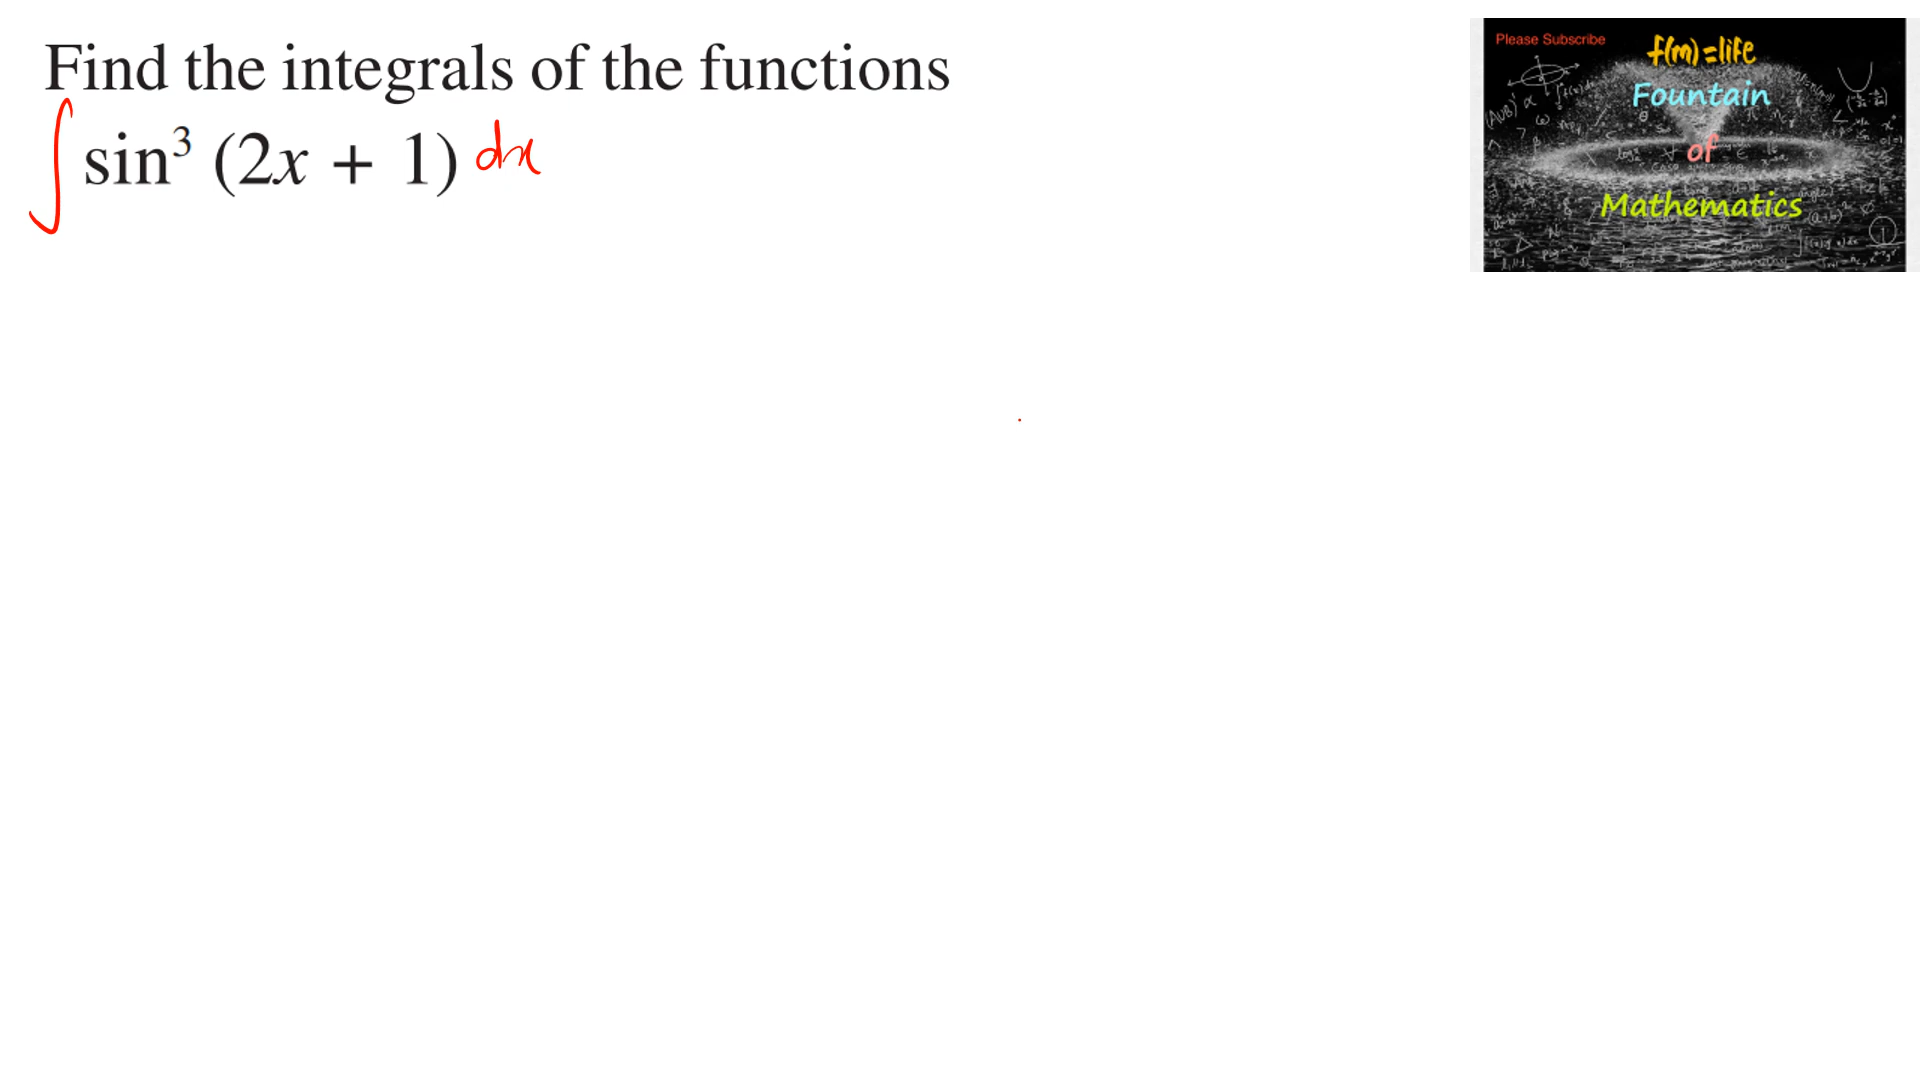 Find the integrals of the functions
∫ sin³ (2x + 1) dx
Please Subscribe
f(m)=life
Fountain
of
Mathematics